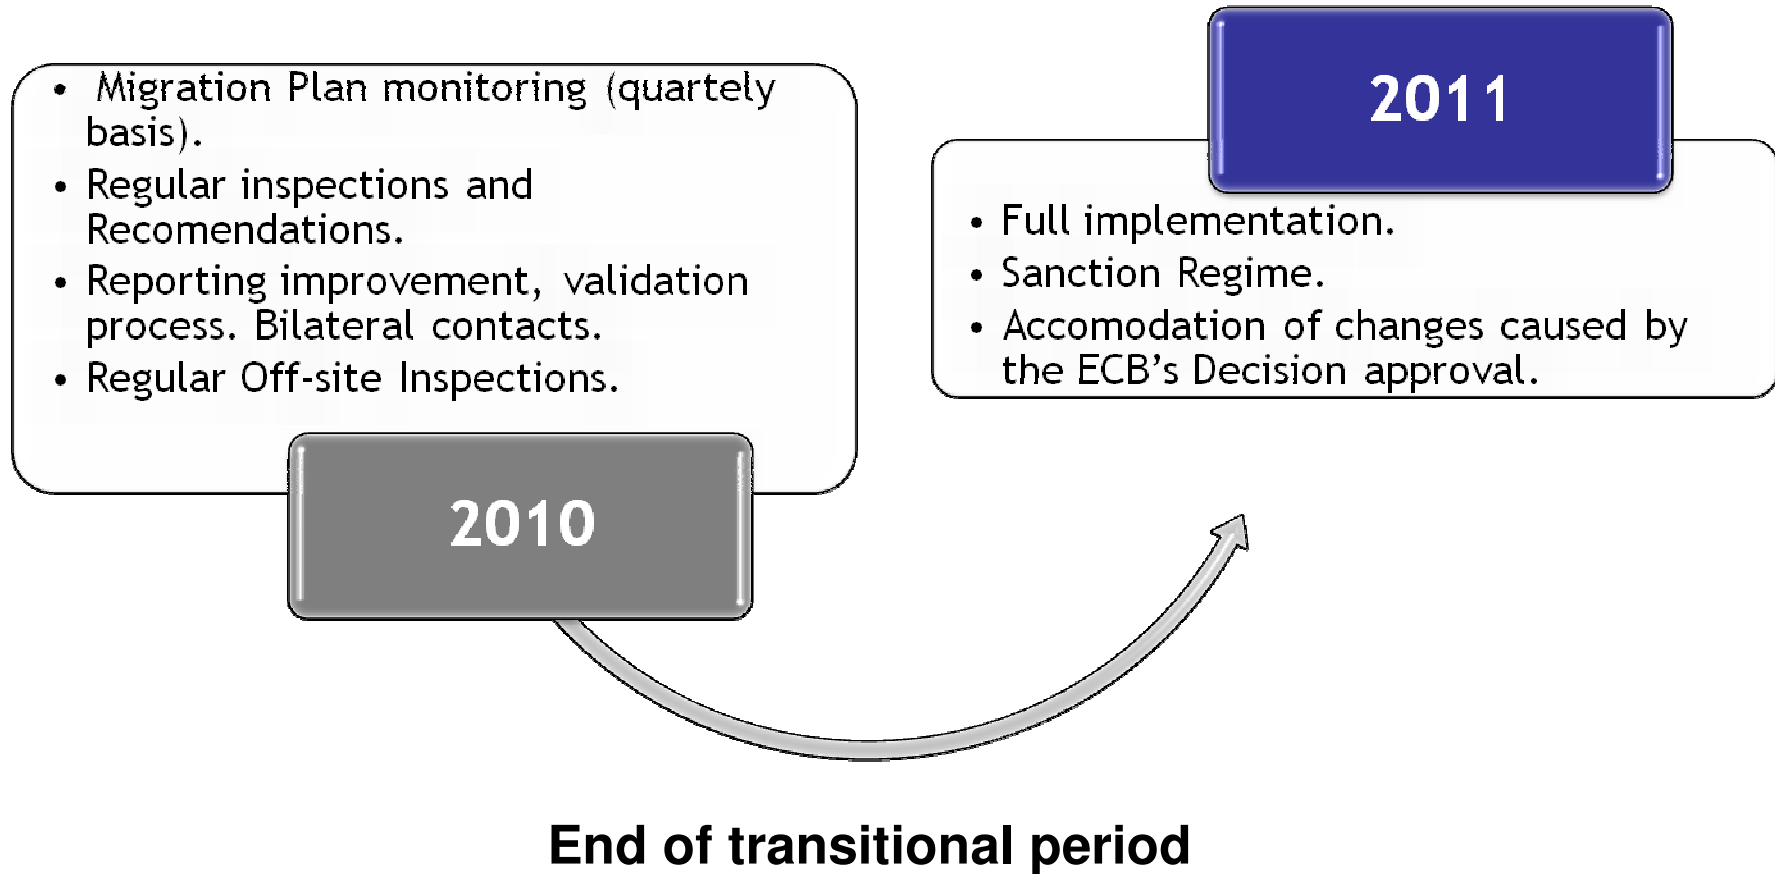 • Migration Plan monitoring (quartely
basis).
• Regular inspections and
Recomendations.
• Reporting improvement, validation
process. Bilateral contacts.
• Regular Off-site Inspections.
2010
2011
• Full implementation.
• Sanction Regime.
• Accomodation of changes caused by
the ECB’s Decision approval.
End of transitional period